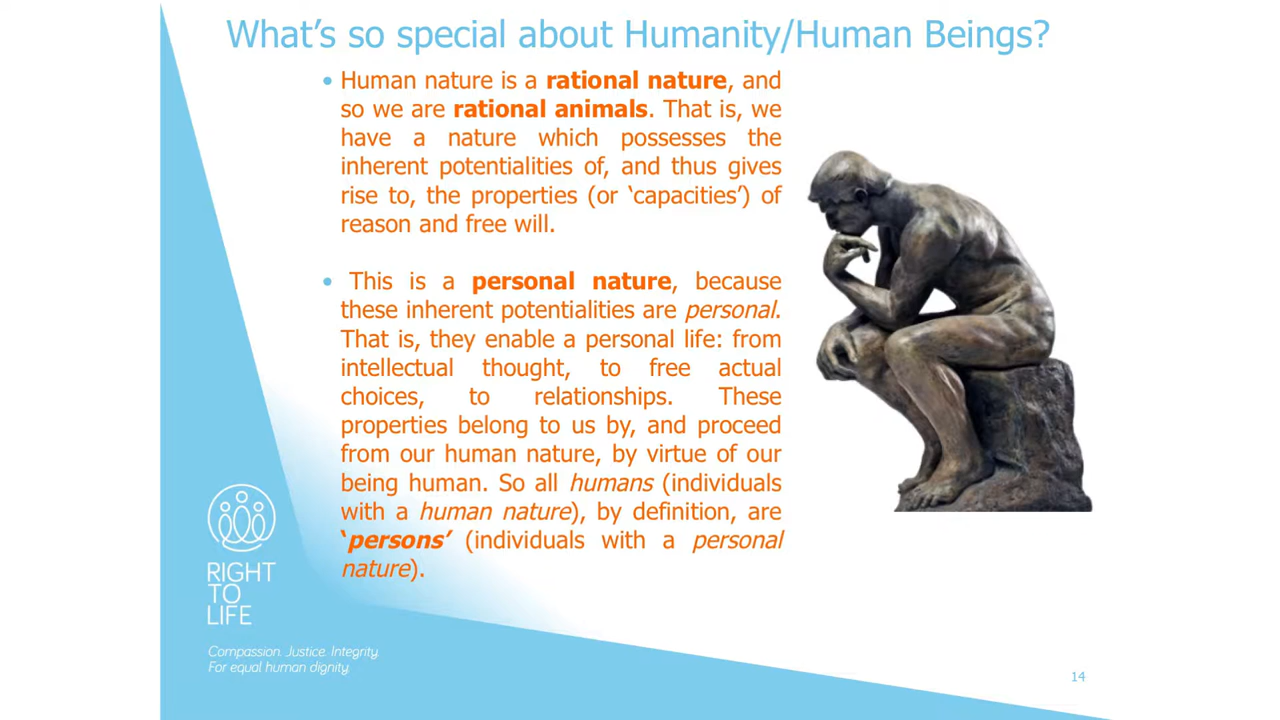 What’s so special about Humanity/Human Beings?
• Human nature is a rational nature, and
so we are rational animals. That is, we
have a nature which possesses the
inherent potentialities of, and thus gives
rise to, the properties (or ‘capacities’) of
reason and free will.
• This is a personal nature, because
these inherent potentialities are personal.
That is, they enable a personal life: from
intellectual thought, to free actual
choices, to relationships. These
properties belong to us by, and proceed
from our human nature, by virtue of our
being human. So all humans (individuals
with a human nature), by definition, are
‘persons’ (individuals with a personal
nature).
RIGHT
TO
LIFE
Compassion. Justice. Integrity.
For equal human dignity.
14